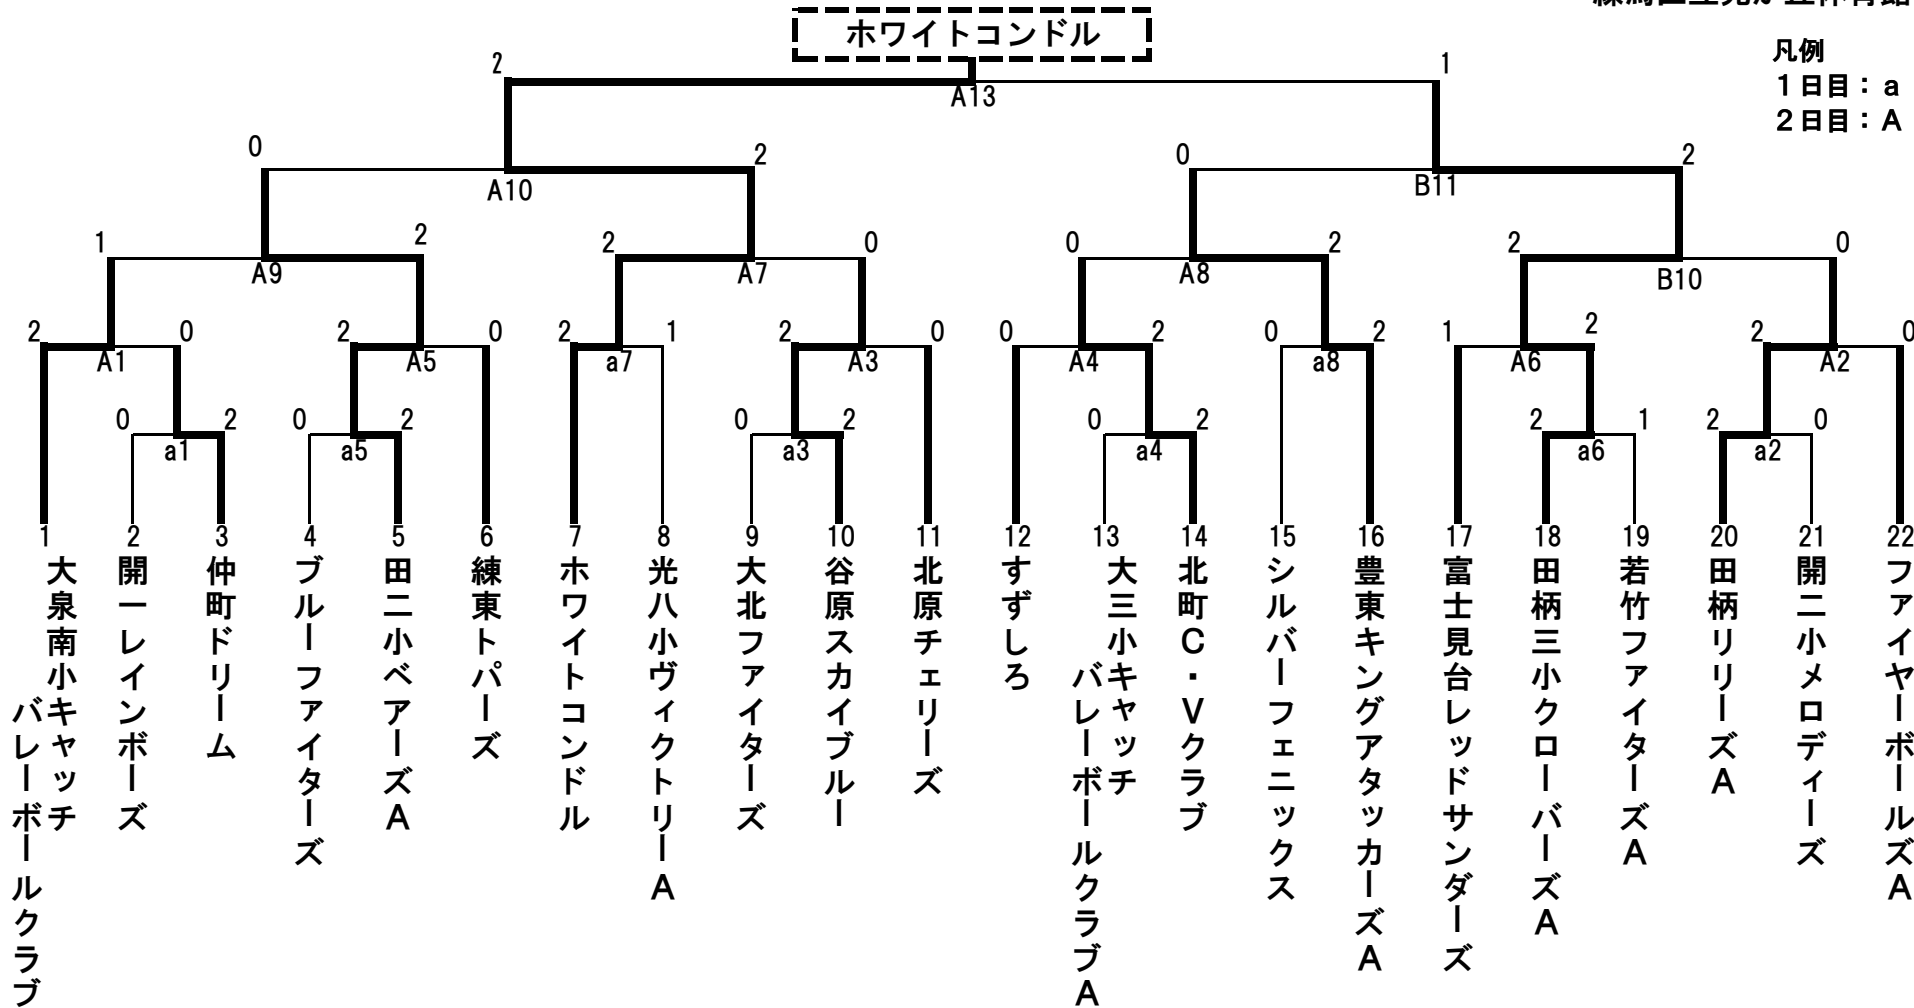 ホワイトコンドル
凡例
1日目：a
2日目：A
2
1
A13
0
2
0
2
A10
B11
1
2
2
0
0
2
2
0
A9
A7
A8
B10
2
0
2
0
2
1
2
0
0
2
0
2
1
2
2
0
A1
A5
a7
A3
A4
a8
A6
A2
0
2
0
2
0
2
0
2
2
1
2
0
a1
a5
a3
a4
a6
a2
1
2
3
4
5
6
7
8
9
10
11
12
13
14
15
16
17
18
19
20
21
22
大泉南小キャッチ
バレーボールクラブ
開一レインボーズ
仲町ドリーム
ブルーファイターズ
田二小ベアーズA
練東トパーズ
ホワイトコンドル
光八小ヴィクトリーA
大北ファイターズ
谷原スカイブルー
北原チェリーズ
すずしろ
大三小キャッチ
バレーボールクラブA
北町C・Vクラブ
シルバーフェニックス
豊東キングアタッカーズA
富士見台レッドサンダーズ
田柄三小クローバーズA
若竹ファイターズA
田柄リリーズA
開二小メロディーズ
ファイヤーボールズA